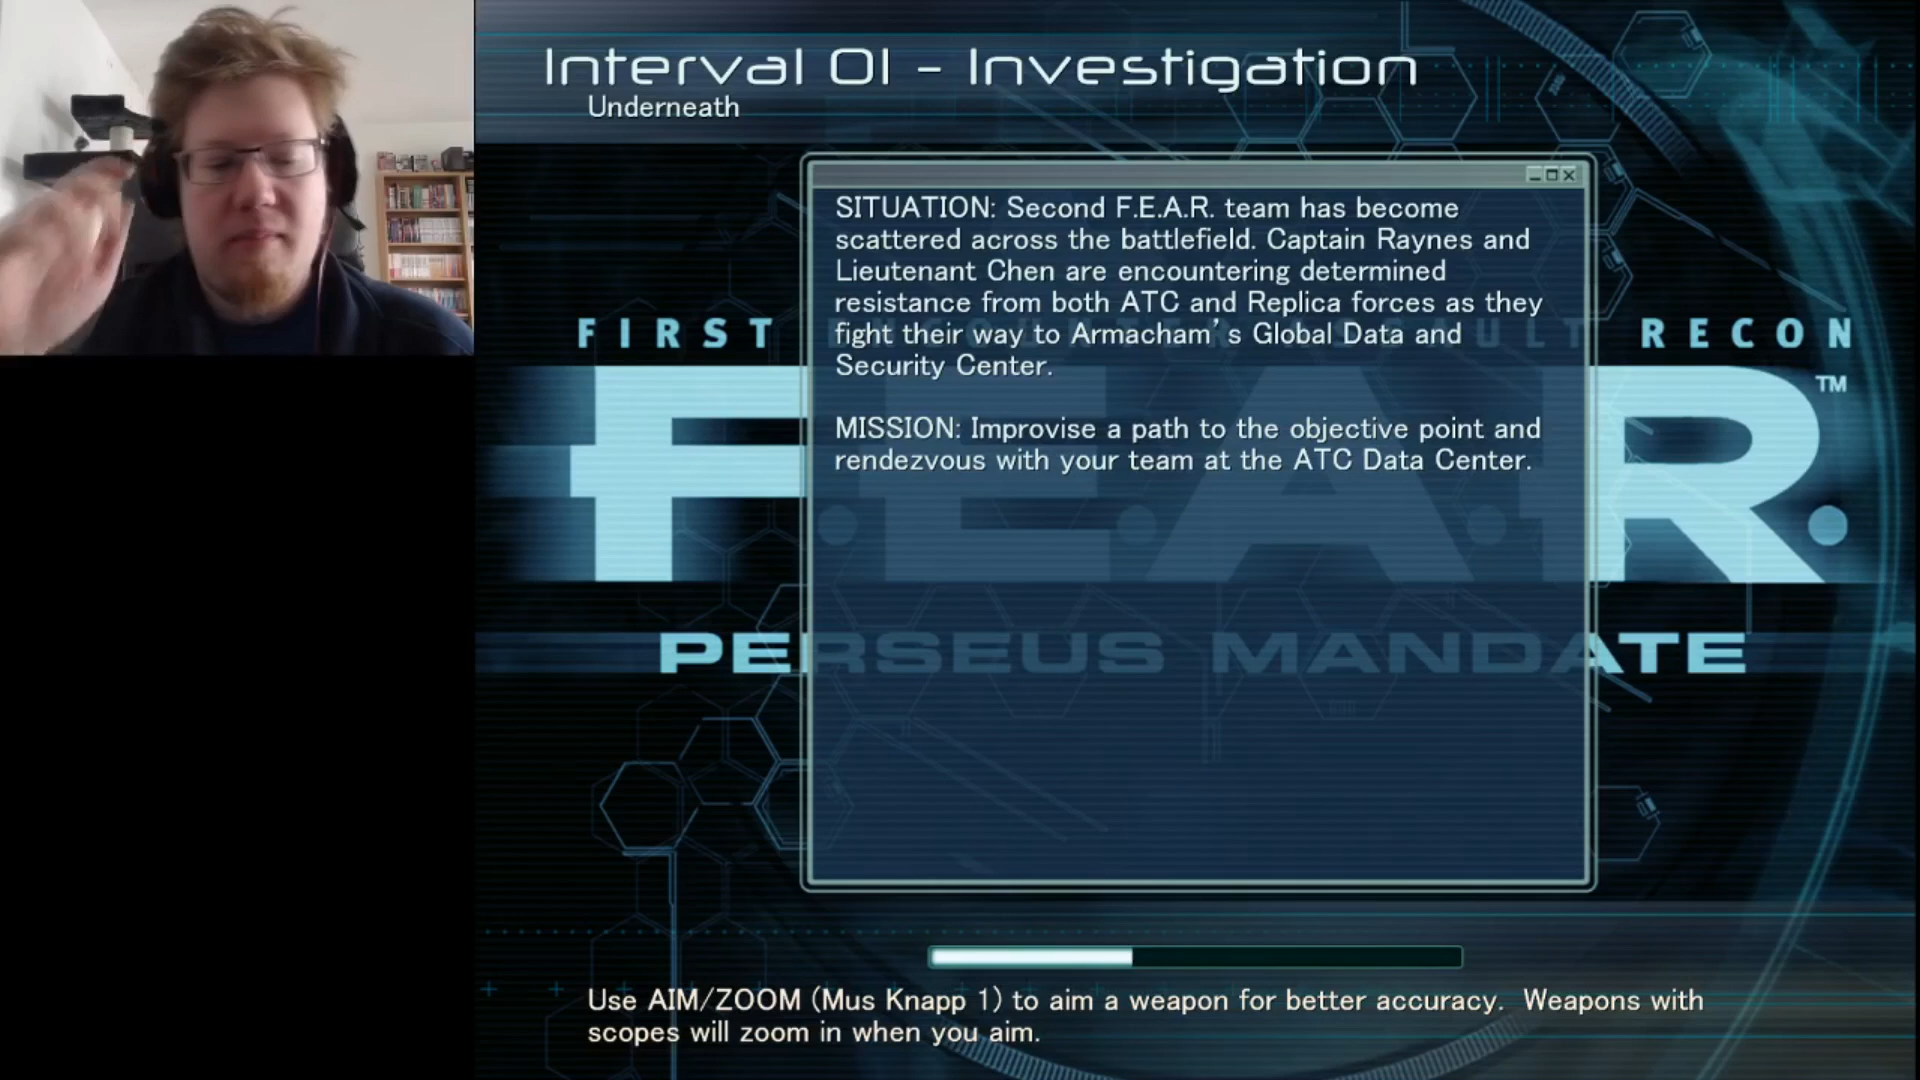 Interval 01 - Investigation
Underneath
SITUATION: Second F.E.A.R. team has become
scattered across the battlefield. Captain Raynes and
Lieutenant Chen are encountering determined
resistance from both ATC and Replica forces as they
fight their way to Armacham's Global Data and
Security Center.
MISSION: Improvise a path to the objective point and
rendezvous with your team at the ATC Data Center.
FIRST RECON
F.E.A.R.™
PERSEUS MANDATE
Use AIM/ZOOM (Mus Knapp 1) to aim a weapon for better accuracy. Weapons with
scopes will zoom in when you aim.